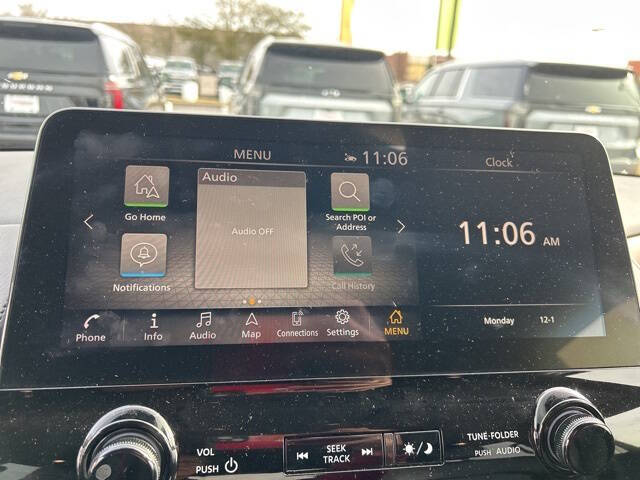 MENU 11:06 Clock
Audio
Audio OFF
Go Home
Search POI or
Address
11:06 AM
Notifications
Call History
Phone Info Audio Map Connections Settings MENU
Monday 12-1
VOL
PUSH
SEEK
TRACK
TUNE-FOLDER
PUSH AUDIO